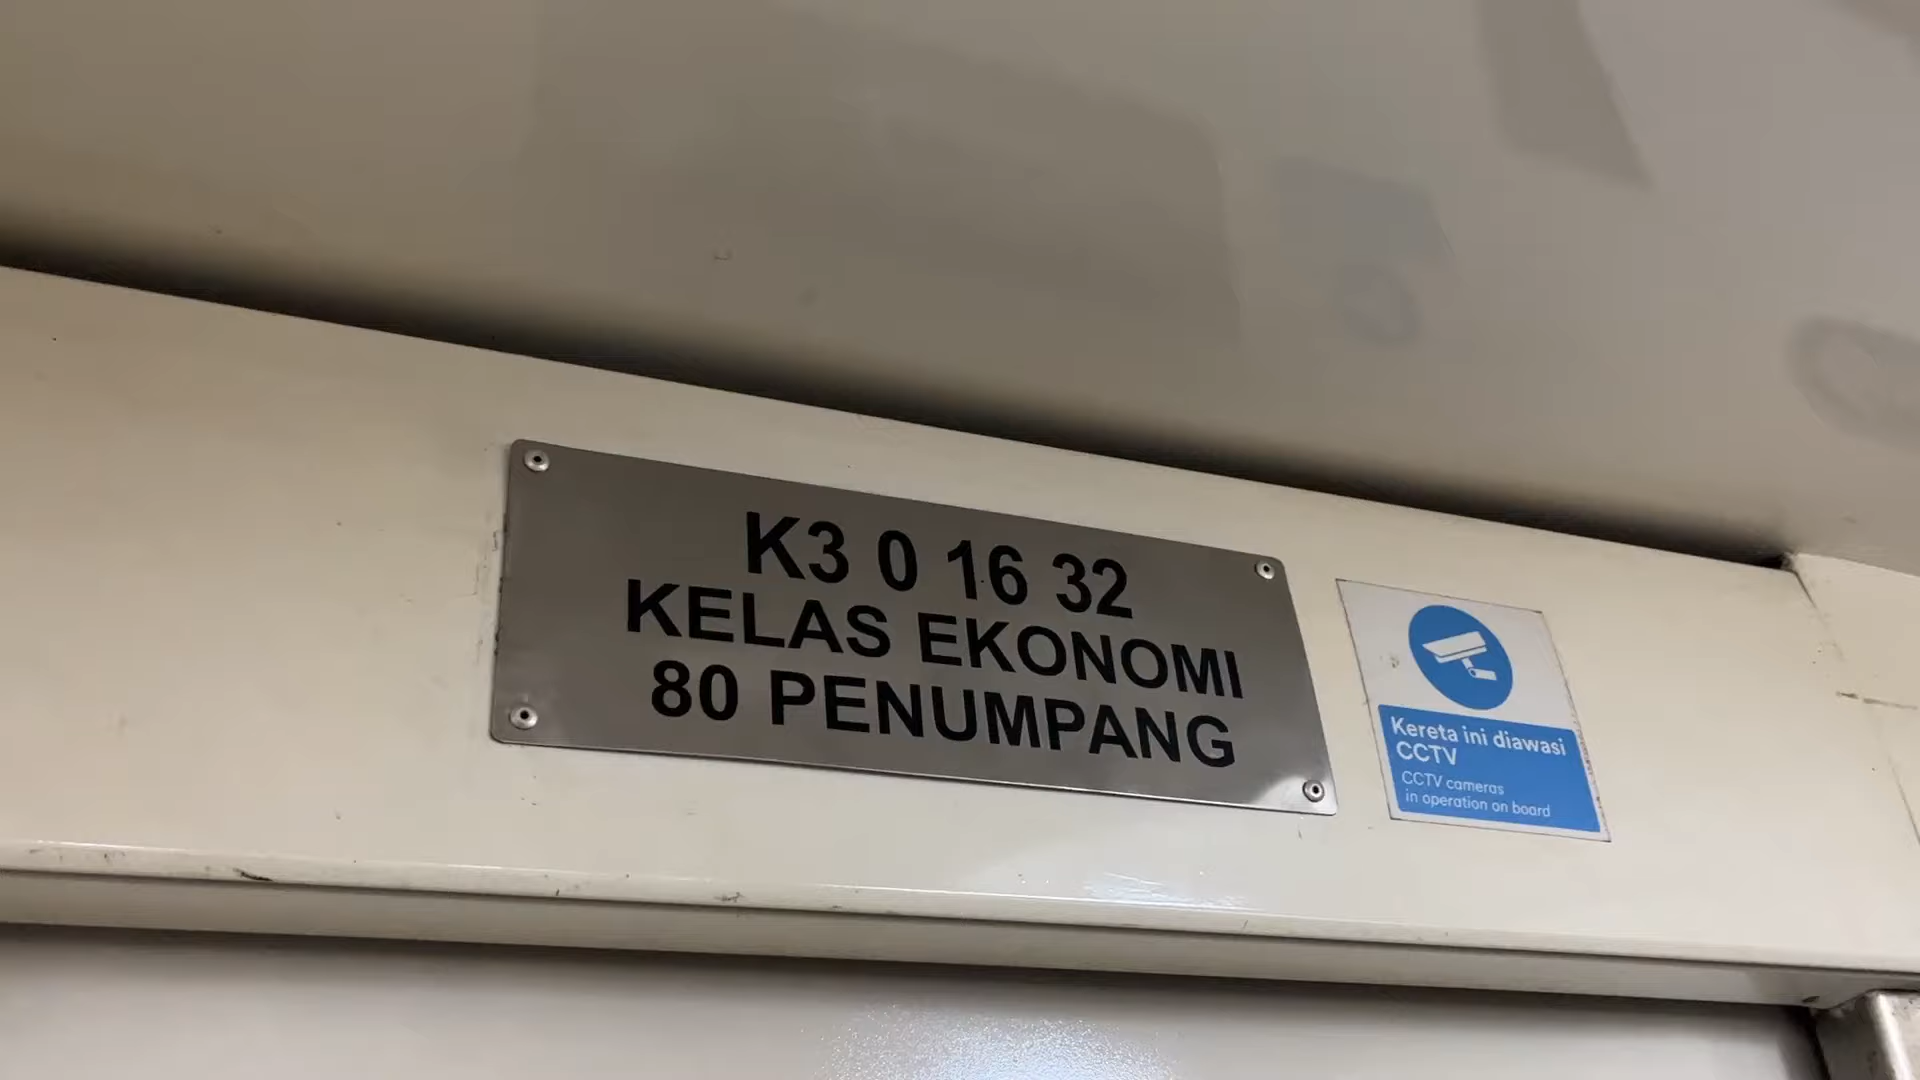 K3 0 16 32
KELAS EKONOMI
80 PENUMPANG
Kereta ini diawasi
CCTV
CCTV cameras
in operation on board